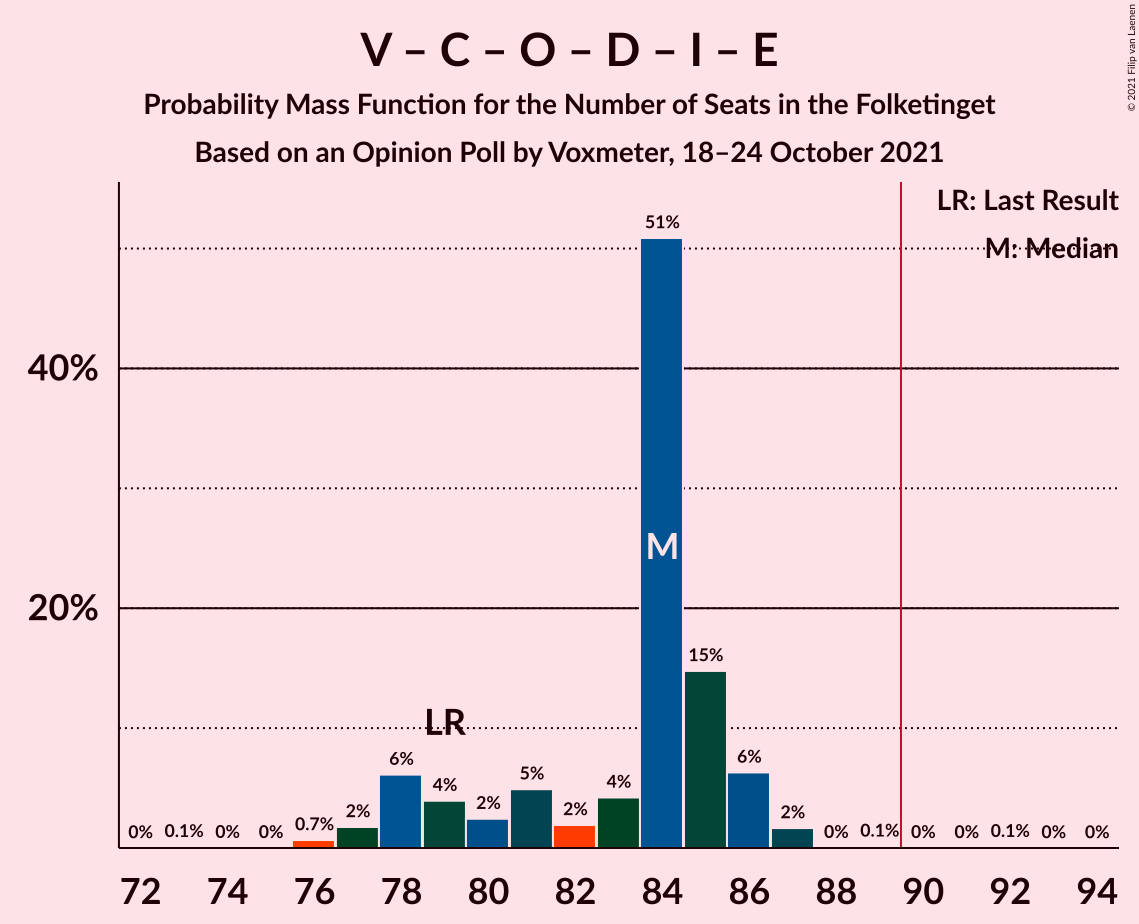 V – C – O – D – I – E
Probability Mass Function for the Number of Seats in the Folketinget
Based on an Opinion Poll by Voxmeter, 18–24 October 2021
© 2021 Filip van Laenen
LR: Last Result
M: Median
40%
20%
0% 0.1% 0% 0% 0.7% 2% 6% 4% 2% 5% 2% 4% 51% 15% 6% 2% 0% 0.1% 0% 0% 0.1% 0% 0%
LR
M
72 74 76 78 80 82 84 86 88 90 92 94